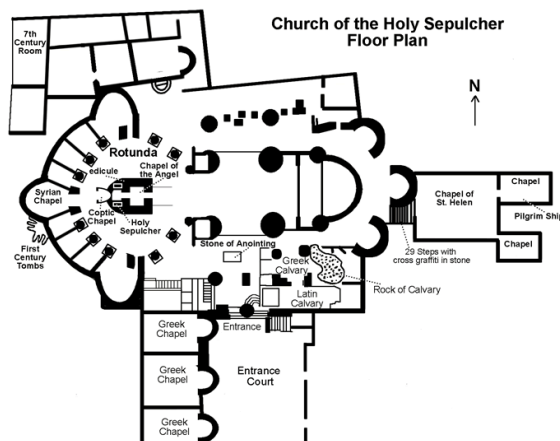 Church of the Holy Sepulcher
Floor Plan
7th
Century
Room
N
Rotunda
Chapel of
the Angel
edicule
Syrian
Chapel
Coptic
Chapel
Holy
Sepulcher
First
Century
Tombs
Stone of Anointing
Greek
Calvary
Latin
Calvary
Rock of Calvary
Chapel of
St. Helen
Chapel
Pilgrim Ship
Chapel
29 Steps with
cross graffiti in stone
Entrance
Greek
Chapel
Greek
Chapel
Greek
Chapel
Entrance
Court